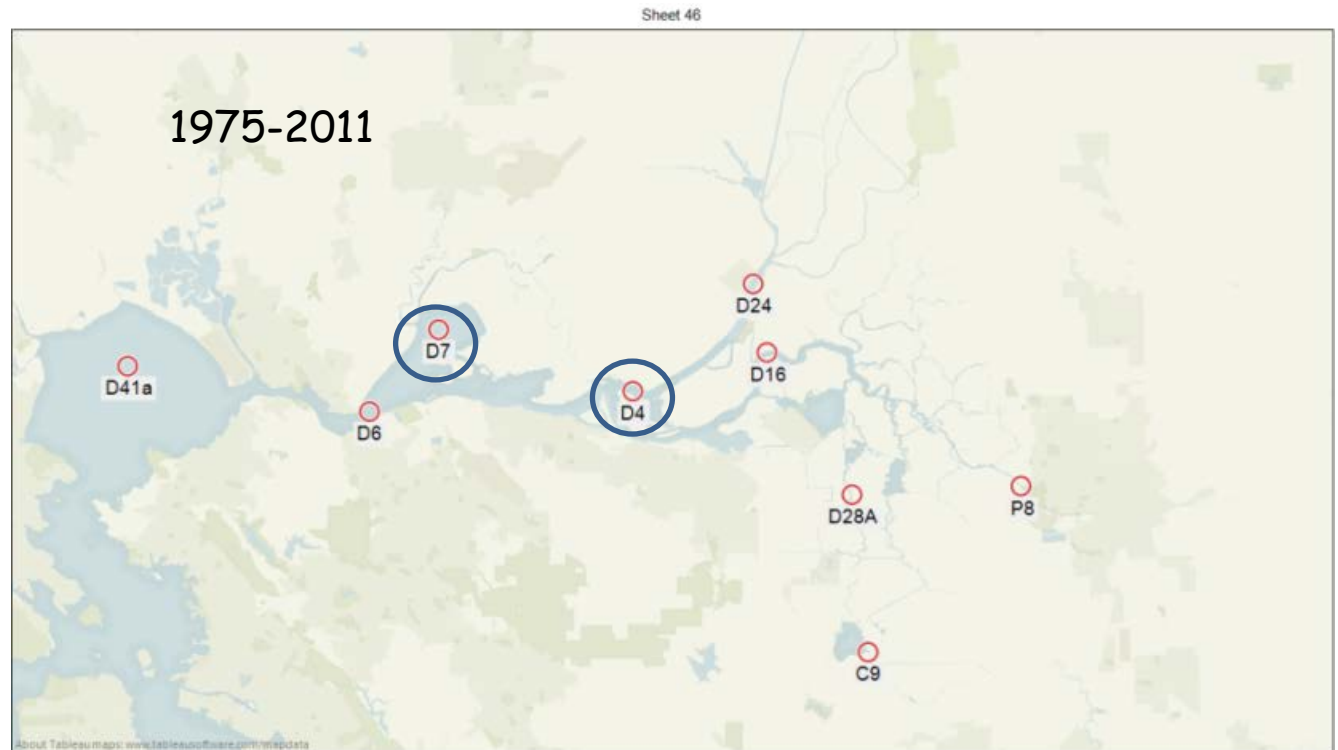 Sheet 46
1975-2011
D24
D7
D16
D41a
D4
D6
P8
D28A
C9
About Tableau maps: www.tableausoftware.com/mapdata